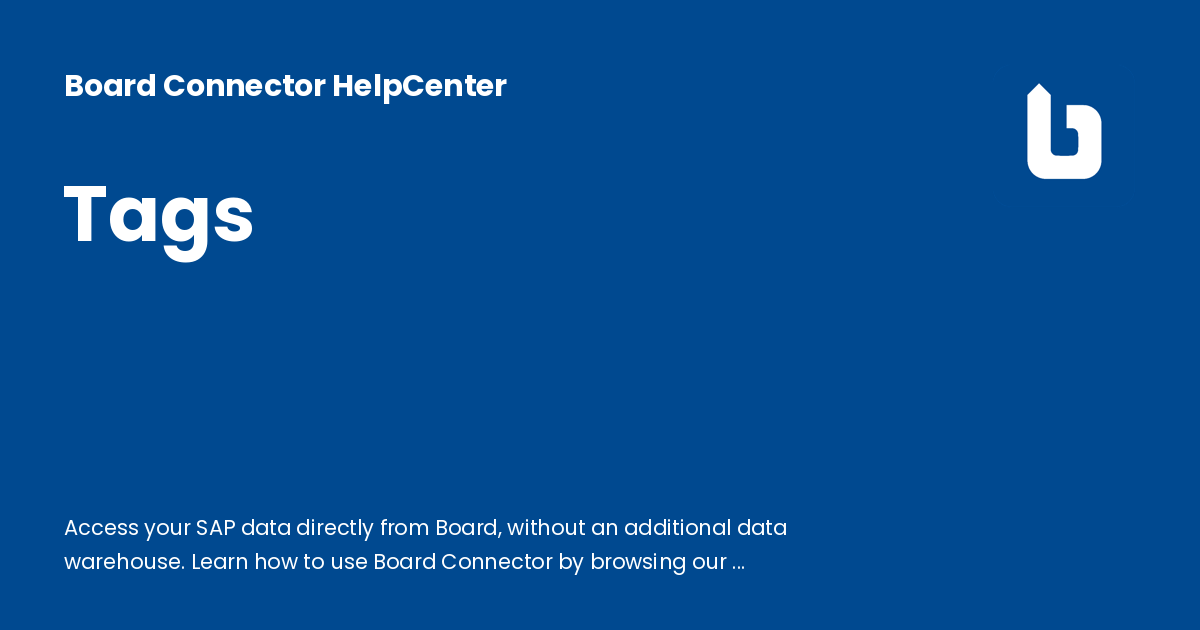 Board Connector HelpCenter
Tags
Access your SAP data directly from Board, without an additional data
warehouse. Learn how to use Board Connector by browsing our ...